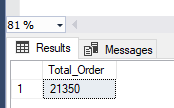 81 %
Results Messages
Total_Order
1 21350